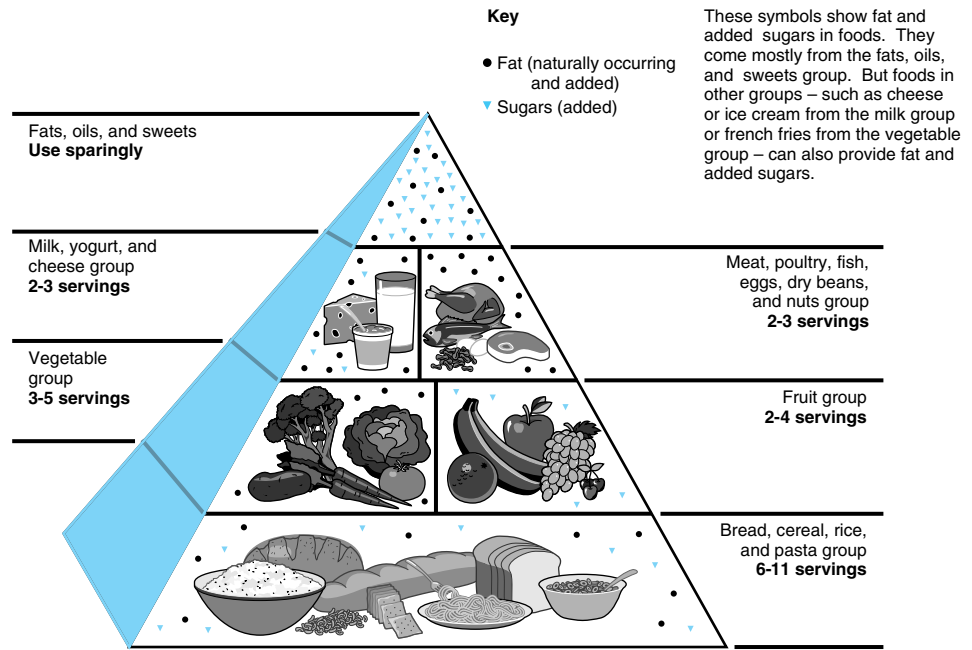 Key
Fat (naturally occurring
and added)
Sugars (added)
These symbols show fat and
added sugars in foods. They
come mostly from the fats, oils,
and sweets group. But foods in
other groups – such as cheese
or ice cream from the milk group
or french fries from the vegetable
group – can also provide fat and
added sugars.
Fats, oils, and sweets
Use sparingly
Milk, yogurt, and
cheese group
2-3 servings
Meat, poultry, fish,
eggs, dry beans,
and nuts group
2-3 servings
Vegetable
group
3-5 servings
Fruit group
2-4 servings
Bread, cereal, rice,
and pasta group
6-11 servings